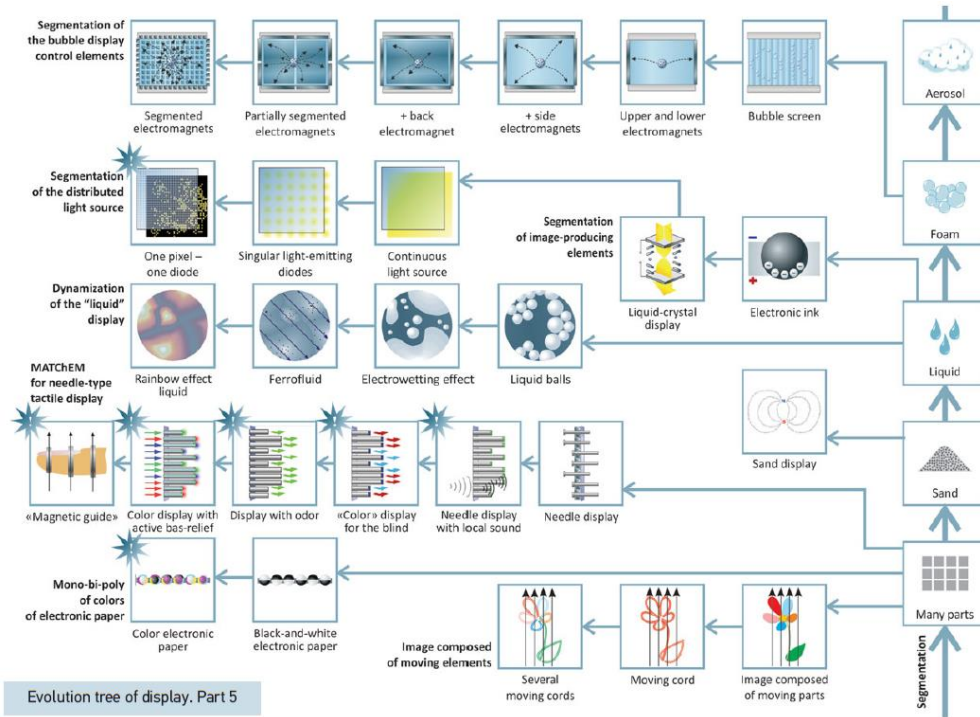 Segmentation of
the bubble display
control elements
Segmented
electromagnets
Partially segmented
electromagnets
+ back
electromagnet
+ side
electromagnets
Upper and lower
electromagnets
Bubble screen
Aerosol
Segmentation
of the distributed
light source
One pixel –
one diode
Singular light-emitting
diodes
Continuous
light source
Segmentation
of image-producing
elements
Liquid-crystal
display
Electronic ink
Foam
Dynamization
of the "liquid"
display
Rainbow effect
liquid
Ferrofluid
Electrowetting effect
Liquid balls
Liquid
MATChEM
for needle-type
tactile display
«Magnetic guide»
Color display with
active bas-relief
Display with odor
«Color» display
for the blind
Needle display
with local sound
Needle display
Sand display
Sand
Mono-bi-poly
of colors
of electronic paper
Color electronic
paper
Black-and-white
electronic paper
Many parts
Image composed
of moving elements
Several
moving cords
Moving cord
Image composed
of moving parts
Segmentation
Evolution tree of display. Part 5